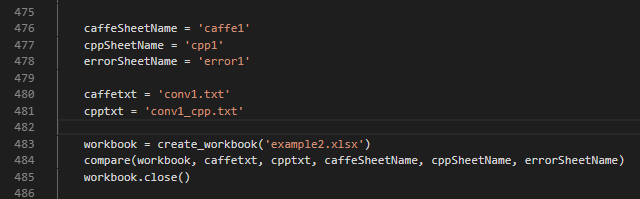 475
476 caffeSheetName = 'caffe1'
477 cppSheetName = 'cpp1'
478 errorSheetName = 'error1'
479
480 caffetxt = 'conv1.txt'
481 cpptxt = 'conv1_cpp.txt'
482
483 workbook = create_workbook('example2.xlsx')
484 compare(workbook, caffetxt, cpptxt, caffeSheetName, cppSheetName, errorSheetName)
485 workbook.close()
486